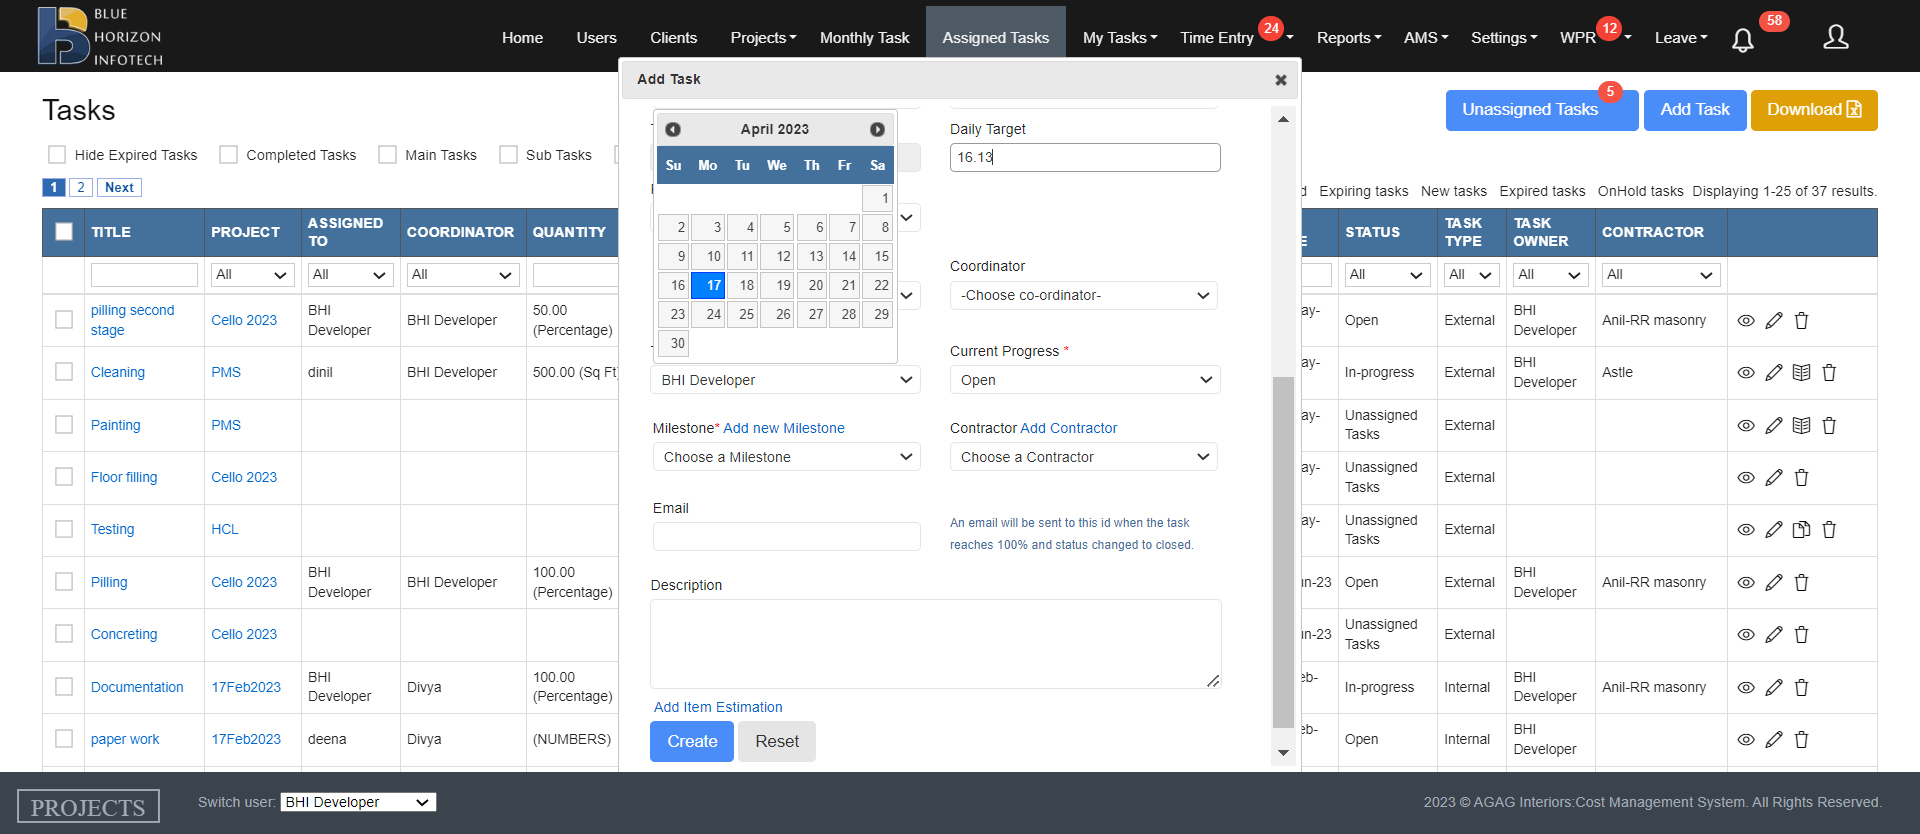 BLUE
HORIZON
INFOTECH
Home Users Clients Projects Monthly Task Assigned Tasks My Tasks Time Entry 24 Reports AMS Settings WPR 12 Leave 58
Add Task
Tasks
Unassigned Tasks 5 Add Task Download
Hide Expired Tasks Completed Tasks Main Tasks Sub Tasks
1 2 Next
d Expiring tasks New tasks Expired tasks OnHold tasks Displaying 1-25 of 37 results.
TITLE PROJECT ASSIGNED TO COORDINATOR QUANTITY E STATUS TASK TYPE TASK OWNER CONTRACTOR
All All All All All All All
pilling second stage Cello 2023 BHI Developer BHI Developer 50.00 (Percentage) ay- Open External BHI Developer Anil-RR masonry
Cleaning PMS dinil BHI Developer 500.00 (Sq Ft) ay- In-progress External BHI Developer Astle
Painting PMS ay- Unassigned Tasks External
Floor filling Cello 2023 ay- Unassigned Tasks External
Testing HCL ay- Unassigned Tasks External
Pilling Cello 2023 BHI Developer BHI Developer 100.00 (Percentage) un-23 Open External BHI Developer Anil-RR masonry
Concreting Cello 2023 un-23 Unassigned Tasks External
Documentation 17Feb2023 BHI Developer Divya 100.00 (Percentage) eb- In-progress Internal BHI Developer Anil-RR masonry
paper work 17Feb2023 deena Divya (NUMBERS) eb- Open Internal BHI Developer
April 2023
Su Mo Tu We Th Fr Sa
1
2 3 4 5 6 7 8
9 10 11 12 13 14 15
16 17 18 19 20 21 22
23 24 25 26 27 28 29
30
Daily Target
16.13
Coordinator
-Choose co-ordinator-
Current Progress *
BHI Developer Open
Milestone* Add new Milestone Contractor Add Contractor
Choose a Milestone Choose a Contractor
Email
An email will be sent to this id when the task
reaches 100% and status changed to closed.
Description
Add Item Estimation
Create Reset
PROJECTS Switch user: BHI Developer 2023 © AGAG Interiors:Cost Management System. All Rights Reserved.